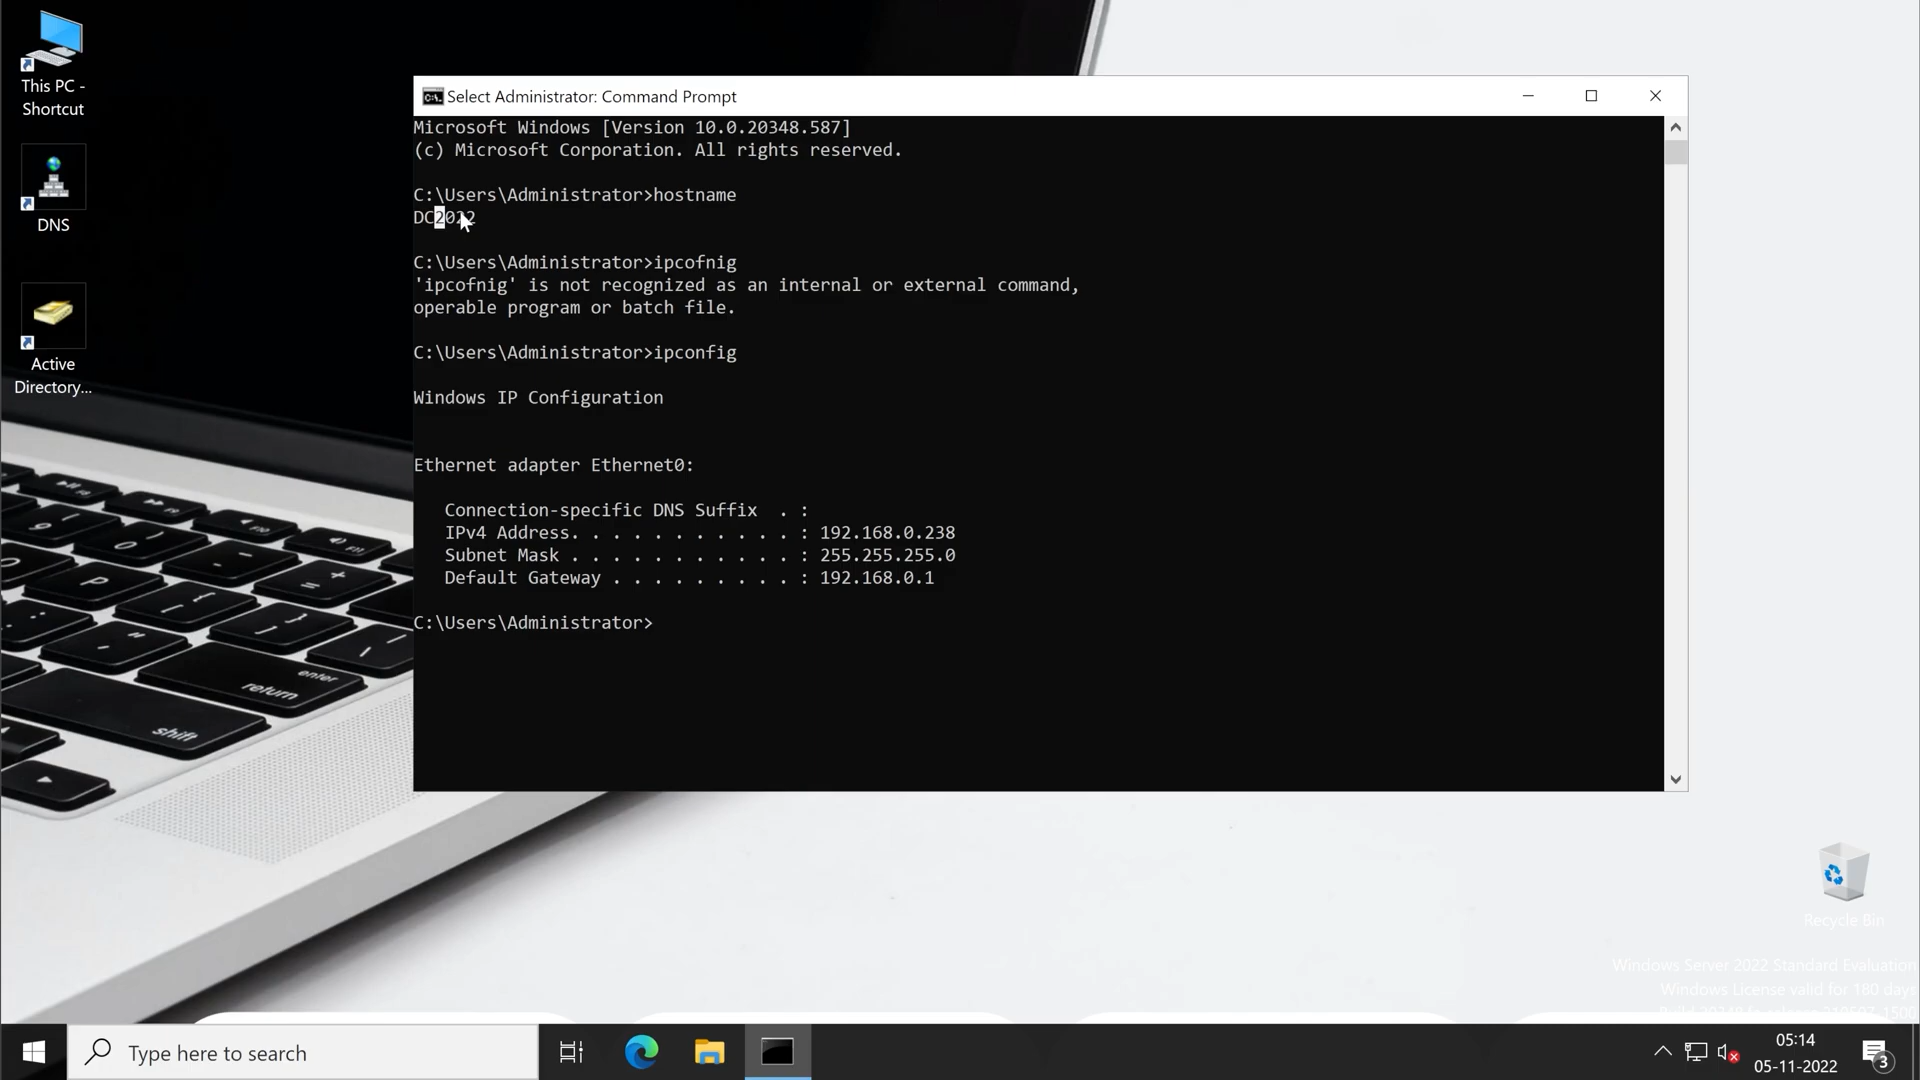 This PC -
Shortcut
DNS
Active
Directory...
Select Administrator: Command Prompt
Microsoft Windows [Version 10.0.20348.587]
(c) Microsoft Corporation. All rights reserved.
C:\Users\Administrator>hostname
DC2022
C:\Users\Administrator>ipcofnig
'ipcofnig' is not recognized as an internal or external command,
operable program or batch file.
C:\Users\Administrator>ipconfig
Windows IP Configuration
Ethernet adapter Ethernet0:
Connection-specific DNS Suffix  . :
IPv4 Address. . . . . . . . . . . : 192.168.0.238
Subnet Mask . . . . . . . . . . . : 255.255.255.0
Default Gateway . . . . . . . . . : 192.168.0.1
C:\Users\Administrator>
enter
return
shift
Recycle Bin
Windows Server 2022 Standard Evaluation
Windows License valid for 180 days
Type here to search
05:14
05-11-2022
3